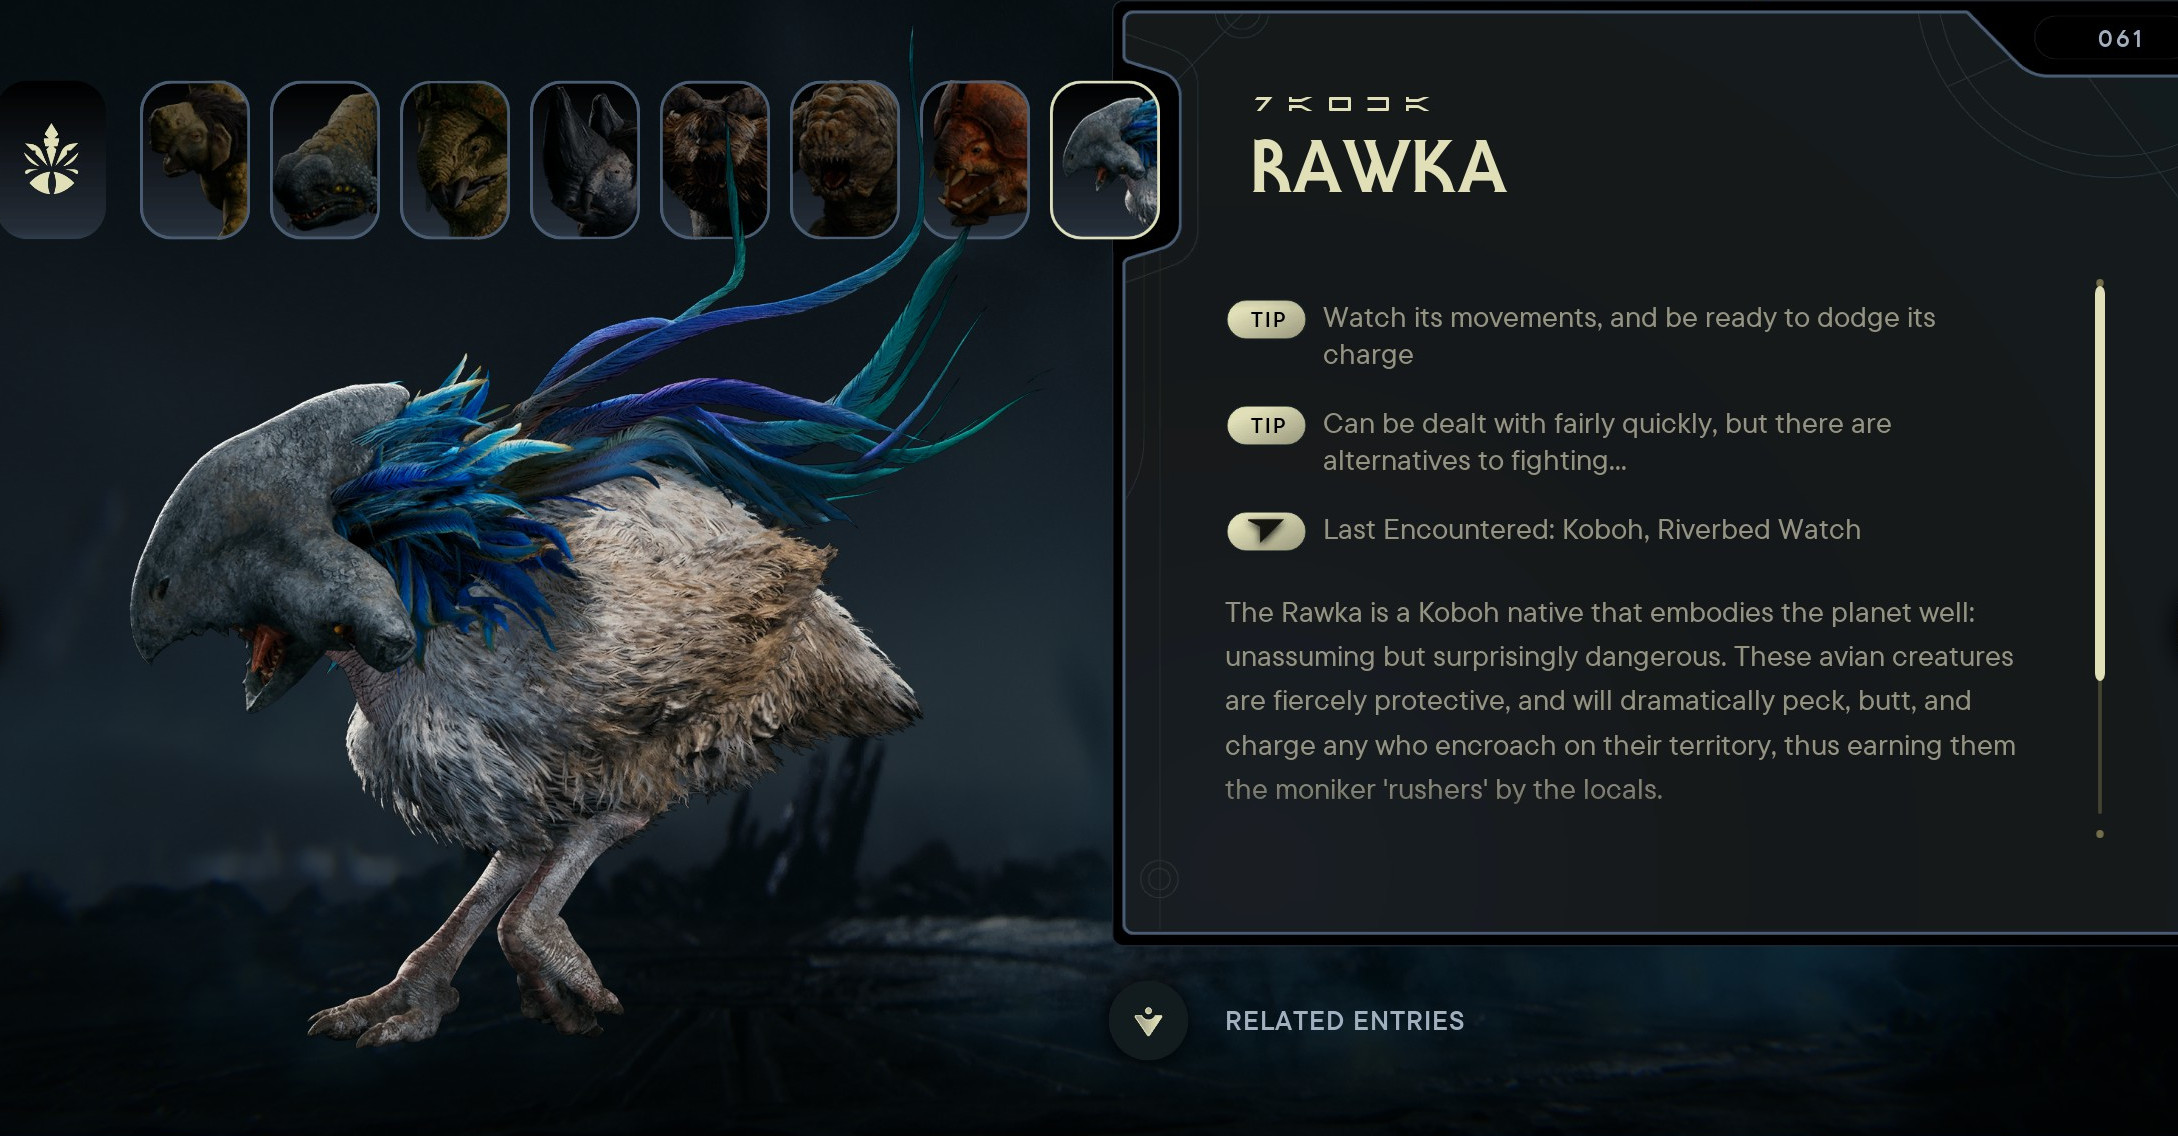 061
RAWKA
TIP Watch its movements, and be ready to dodge its
charge
TIP Can be dealt with fairly quickly, but there are
alternatives to fighting...
Last Encountered: Koboh, Riverbed Watch
The Rawka is a Koboh native that embodies the planet well:
unassuming but surprisingly dangerous. These avian creatures
are fiercely protective, and will dramatically peck, butt, and
charge any who encroach on their territory, thus earning them
the moniker 'rushers' by the locals.
RELATED ENTRIES